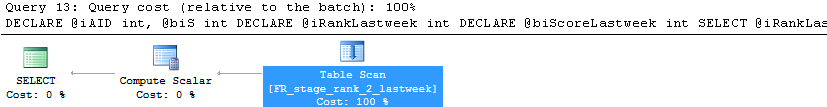 Query 13: Query cost (relative to the batch): 100%
DECLARE @iAID int, @biS int DECLARE @iRankLastweek int DECLARE @biScoreLastweek int SELECT @iRankLas
SELECT
Cost: 0 %
Compute Scalar
Cost: 0 %
Table Scan
[FR_stage_rank_2_lastweek]
Cost: 100 %